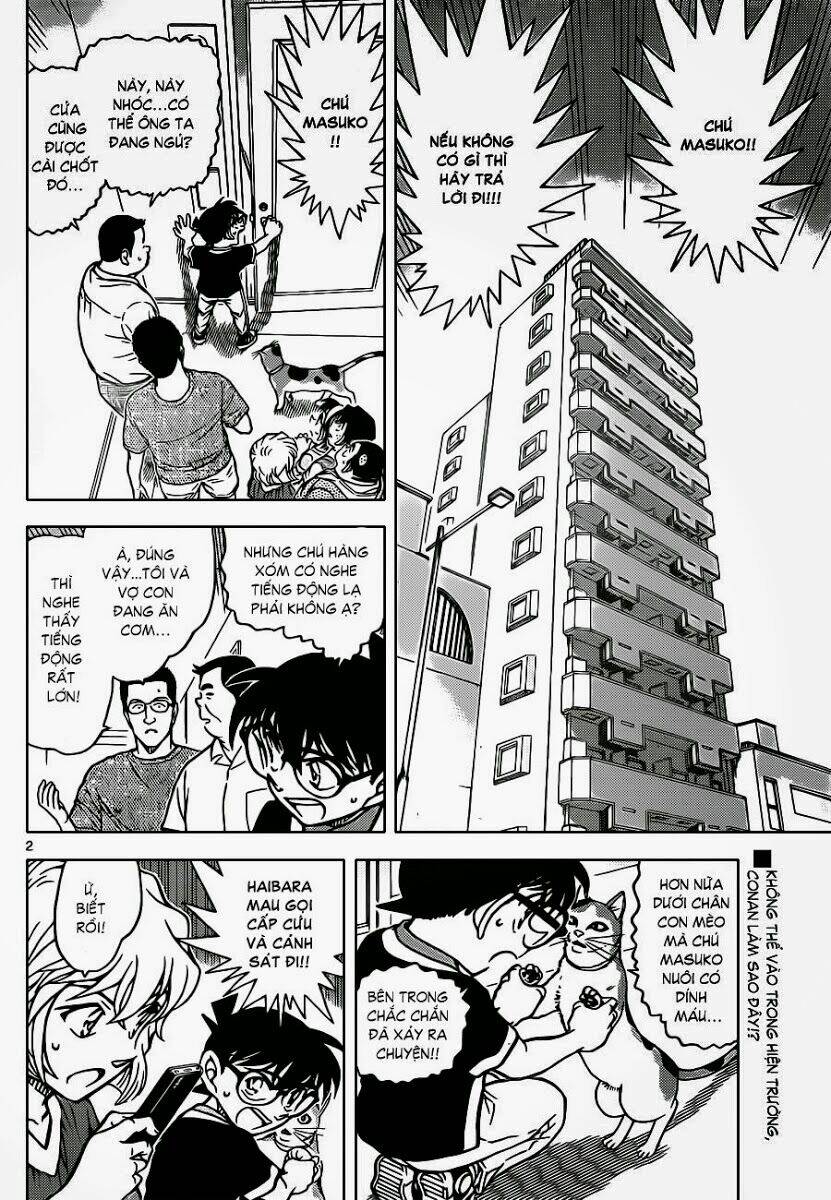 CHÚ
MASUKO!!
NẾU KHÔNG
CÓ GÌ THÌ
HÃY TRẢ
LỜI ĐI!!!
CHÚ
MASUKO
!!
NÀY, NÀY
NHÓC...CÓ
THỂ ÔNG TA
ĐANG NGỦ?
CỬA
CŨNG
ĐƯỢC
CÀI CHỐT
ĐÓ...
NHƯNG CHÚ HÀNG
XÓM CÓ NGHE
TIẾNG ĐỘNG LẠ
PHẢI KHÔNG Ạ?
À, ĐÚNG
VẬY...TÔI VÀ
VỢ CON
ĐANG ĂN
CƠM...
THÌ
NGHE
THẤY
TIẾNG
ĐỘNG
RẤT
LỚN!
2
KHÔNG THỂ VÀO TRONG HIỆN TRƯỜNG,
CONAN LÀM SAO ĐÂY!?
HƠN NỮA
DƯỚI CHÂN
CON MÈO
MÀ CHÚ
MASUKO
NUÔI CÓ
DÍNH
MÁU...
BÊN TRONG
CHẮC CHẮN
ĐÃ XẢY RA
CHUYỆN!!
HAIBARA
MAU GỌI
CẤP CỨU
VÀ CẢNH
SÁT ĐI!!
Ừ,
BIẾT
RỒI!